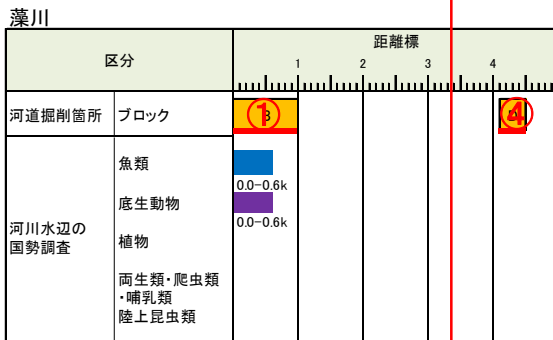 藻川
区分
距離標
1 2 3 4
河道掘削箇所 ブロック ① ④
河川水辺の
国勢調査
魚類
0.0-0.6k
底生動物
0.0-0.6k
植物
両生類・爬虫類
・哺乳類
陸上昆虫類